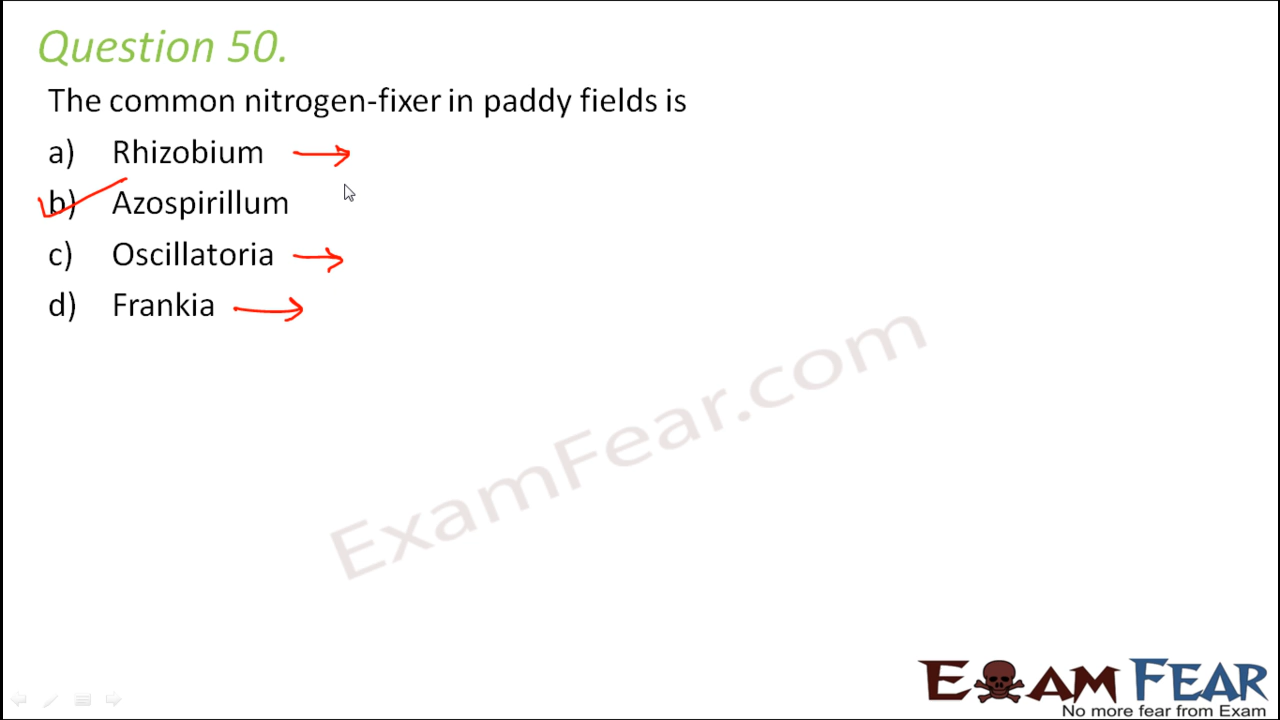 Question 50.
The common nitrogen-fixer in paddy fields is
a) Rhizobium
b) Azospirillum
c) Oscillatoria
d) Frankia
ExamFear.com
EXAM FEAR
No more fear from Exam